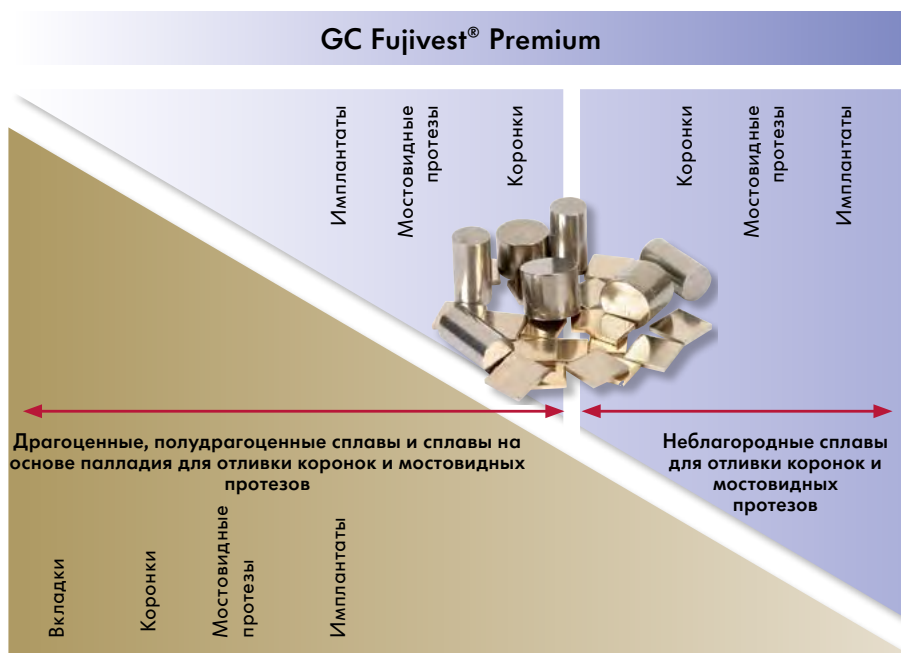 GC Fujivest® Premium
Имплантаты
Мостовидные
протезы
Коронки
Коронки
Мостовидные
протезы
Имплантаты
Драгоценные, полудрагоценные сплавы и сплавы на
основе палладия для отливки коронок и мостовидных
протезов
Неблагородные сплавы
для отливки коронок и
мостовидных
протезов
Вкладки
Коронки
Мостовидные
протезы
Имплантаты